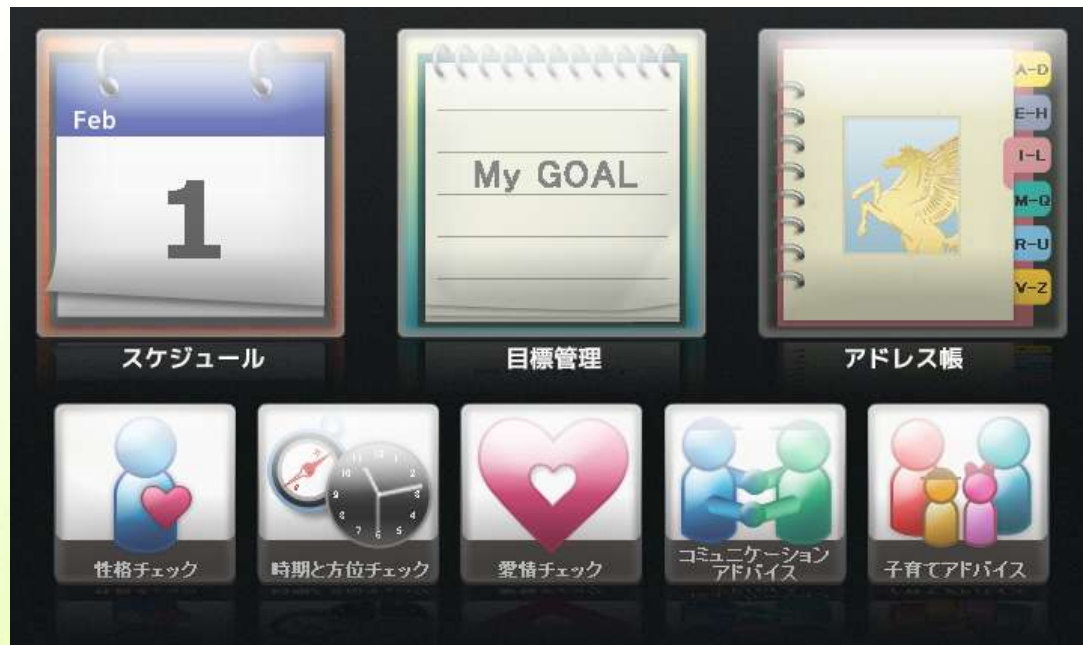 Feb
1
スケジュール
My GOAL
目標管理
A-D
E-H
I-L
M-Q
R-U
V-Z
アドレス帳
性格チェック
時期と方位チェック
愛情チェック
コミュニケーション
アドバイス
子育てアドバイス